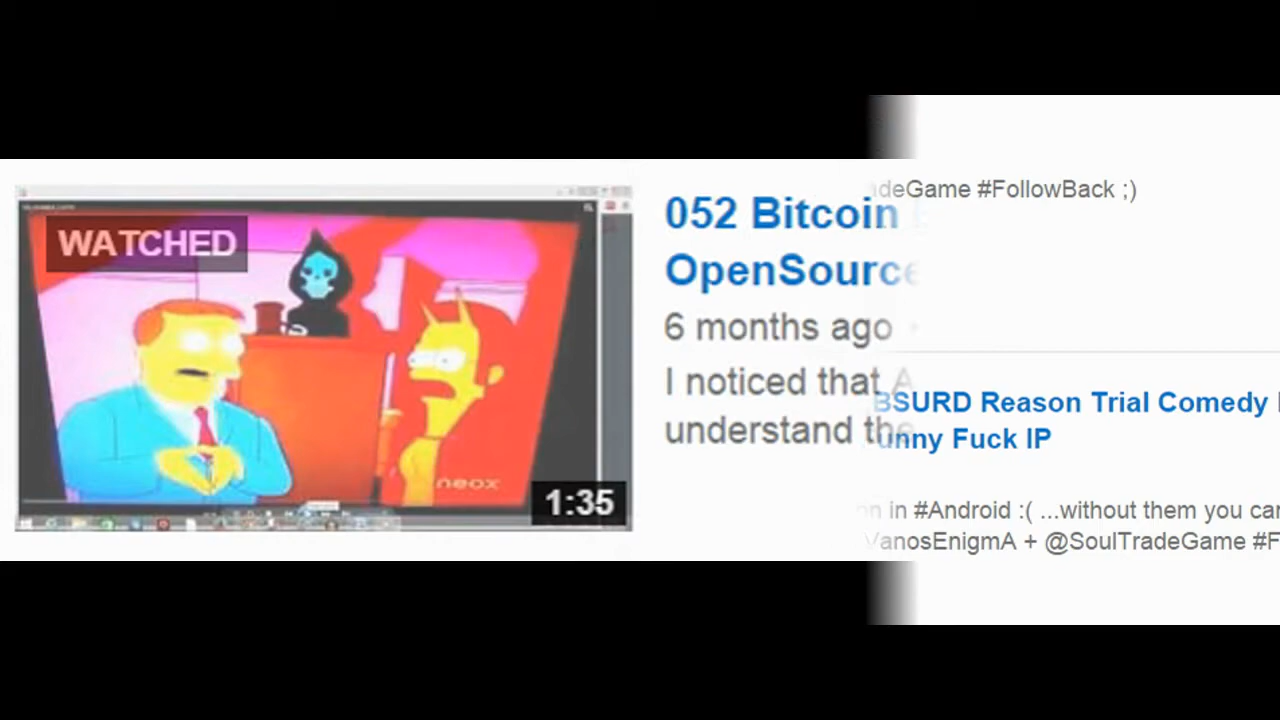 WATCHED
neox
1:35
052 Bitcoin
OpenSource
6 months ago
I noticed that A
understand the
deGame #FollowBack ;)
BSURD Reason Trial Comedy
unny Fuck IP
in #Android :( ...without them you can
VanosEnigmA + @SoulTradeGame #F